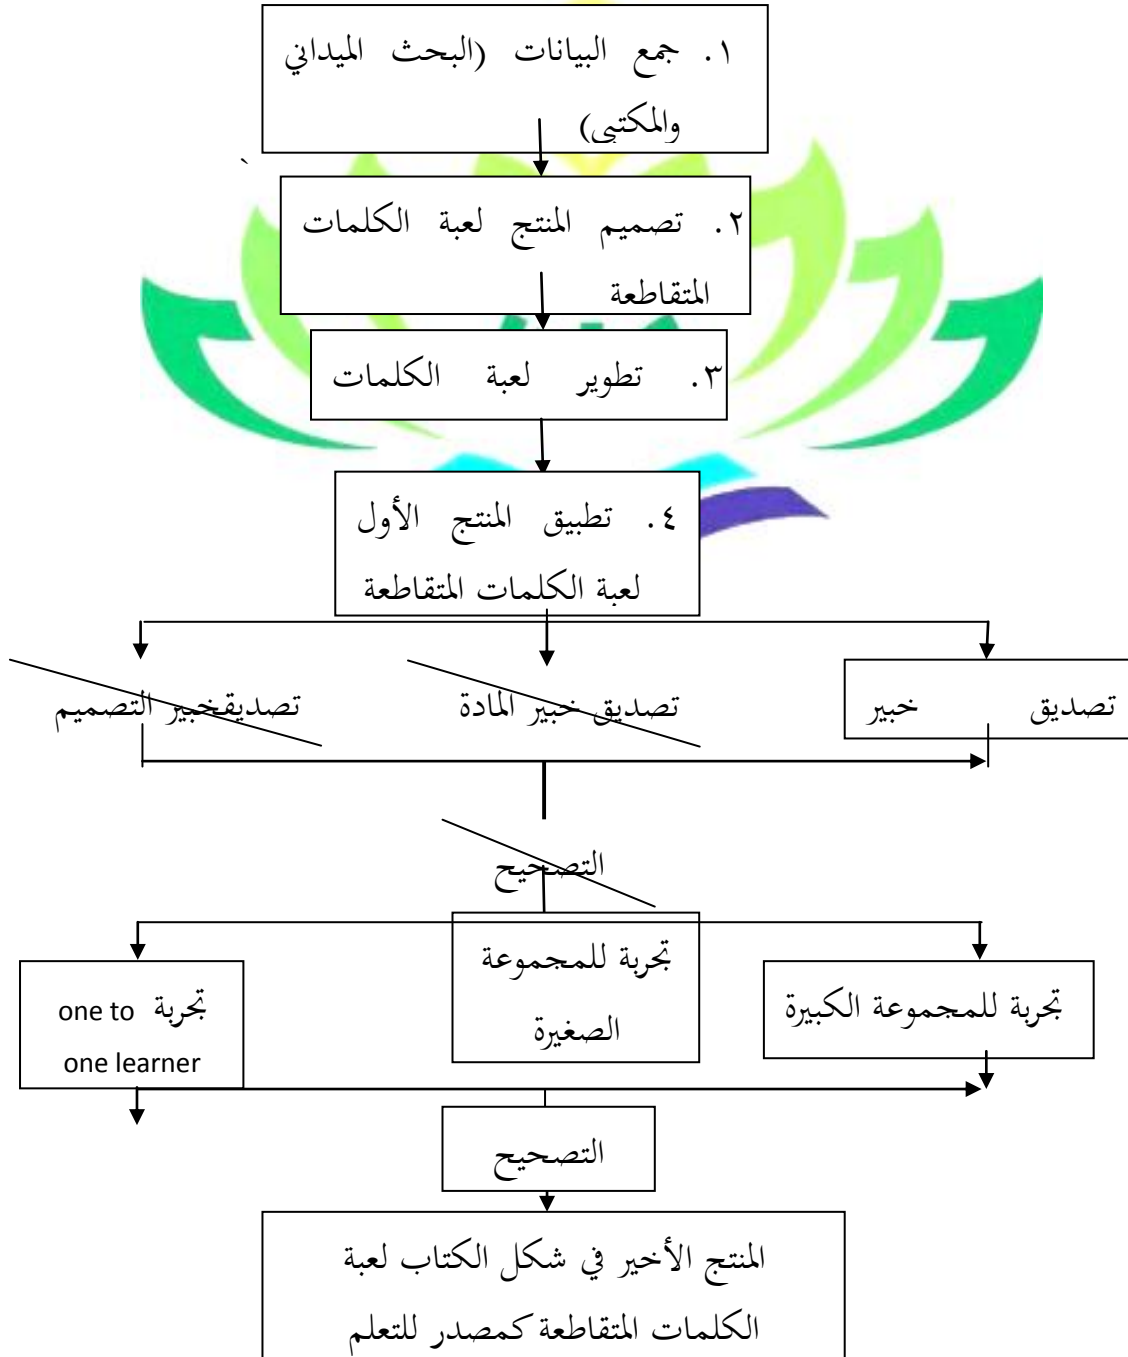 ١. جمع البيانات (البحث الميداني
والمكتبي)
٢. تصميم المنتج لعبة الكلمات
المتقاطعة
٣. تطوير لعبة الكلمات
٤. تطبيق المنتج الأول
لعبة الكلمات المتقاطعة
تصديق خبير
تصديق خبير المادة
تصديقخبير التصميم
التصحيح
تجربة للمجموعة الكبيرة
تجربة للمجموعة
الصغيرة
تجربة one to
one learner
التصحيح
المنتج الأخير في شكل الكتاب لعبة
الكلمات المتقاطعة كمصدر للتعلم